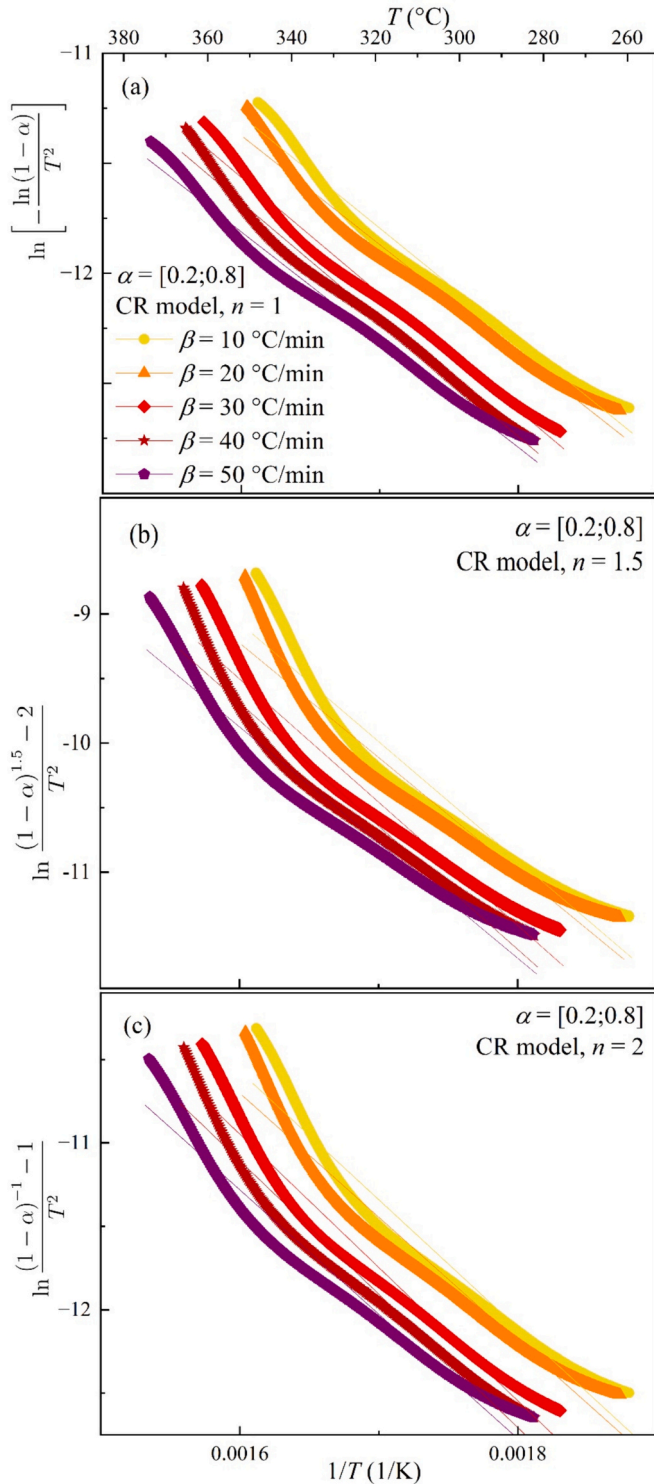 T (°C)
380 360 340 320 300 280 260
−11
(a)
ln [− ln (1 − α) / T²]
−12
α = [0.2;0.8]
CR model, n = 1
β = 10 °C/min
β = 20 °C/min
β = 30 °C/min
β = 40 °C/min
β = 50 °C/min
(b)
α = [0.2;0.8]
CR model, n = 1.5
-9
ln (1 − α)^1.5 − 2 / T²
-10
-11
(c)
α = [0.2;0.8]
CR model, n = 2
−11
ln (1 − α)^−1 − 1 / T²
−12
0.0016 0.0018
1/T (1/K)